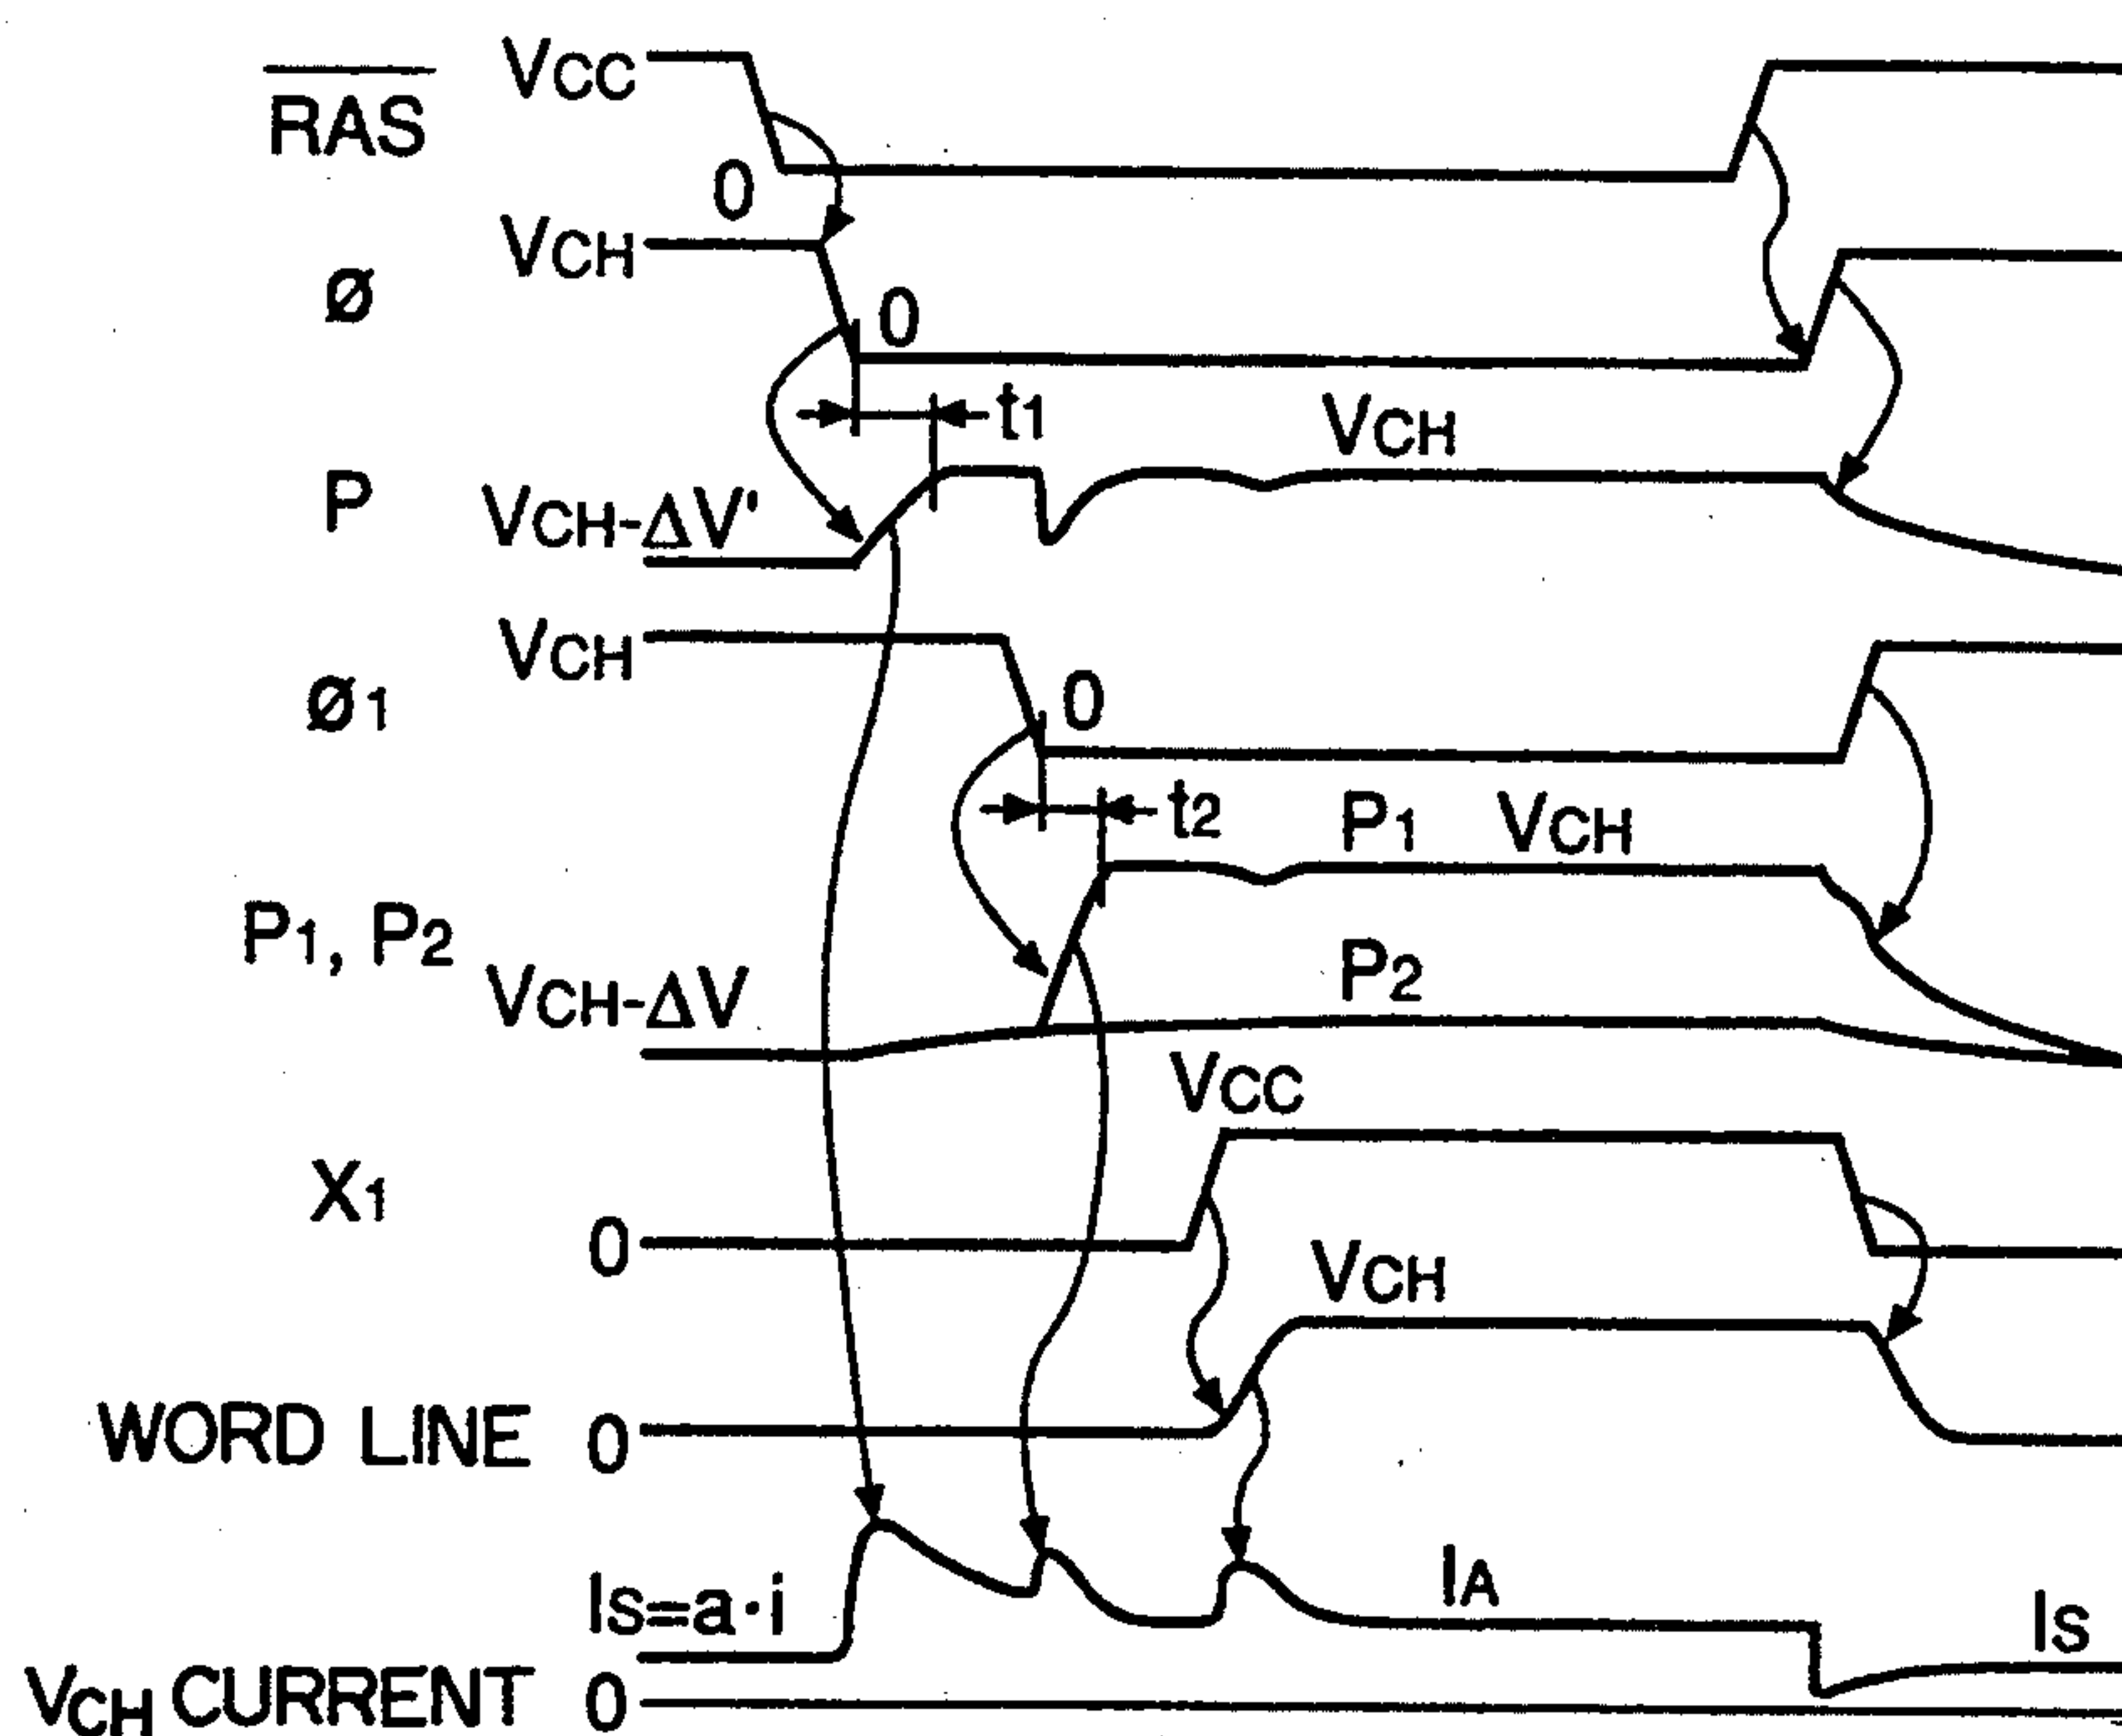 RAS VCC
0
Ø VCH
0
t1
VCH
P VCH-ΔV'
Ø1 VCH
0
t2 P1 VCH
P1, P2 VCH-ΔV
P2
VCC
X1 0
VCH
WORD LINE 0
IA
IS=a·i
IS
VCH CURRENT 0